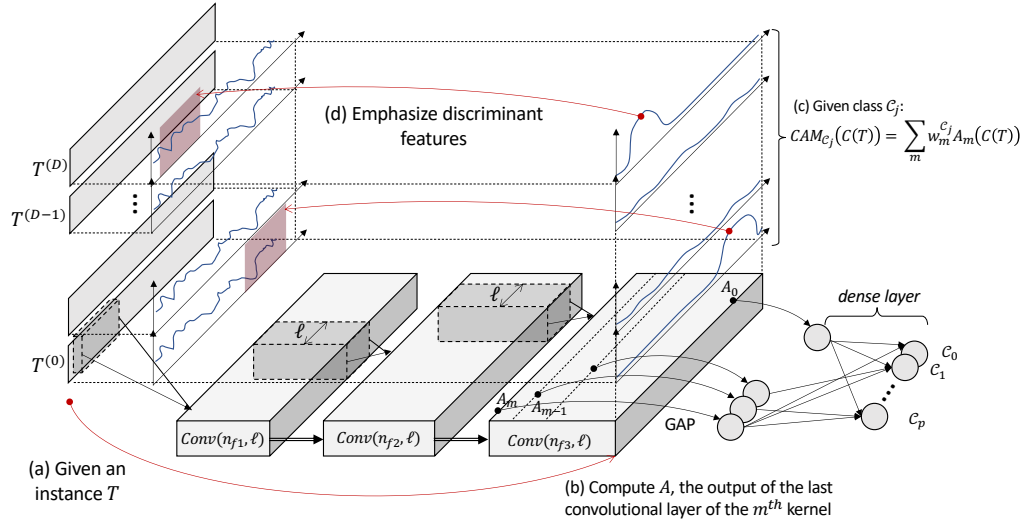 (d) Emphasize discriminant
features
(c) Given class 𝒞ⱼ:
CAM_{𝒞_j}(C(T)) = ∑_m w_m^{𝒞_j} A_m(C(T))
T^{(D)}
⋮
T^{(D−1)}
⋮
ℓ
ℓ
A_0
dense layer
T^{(0)}
𝒞_0
𝒞_1
A_m
A_{m−1}
𝒞_p
GAP
Conv(n_{f1}, ℓ)
Conv(n_{f2}, ℓ)
Conv(n_{f3}, ℓ)
(a) Given an
instance T
(b) Compute A, the output of the last
convolutional layer of the m^{th} kernel